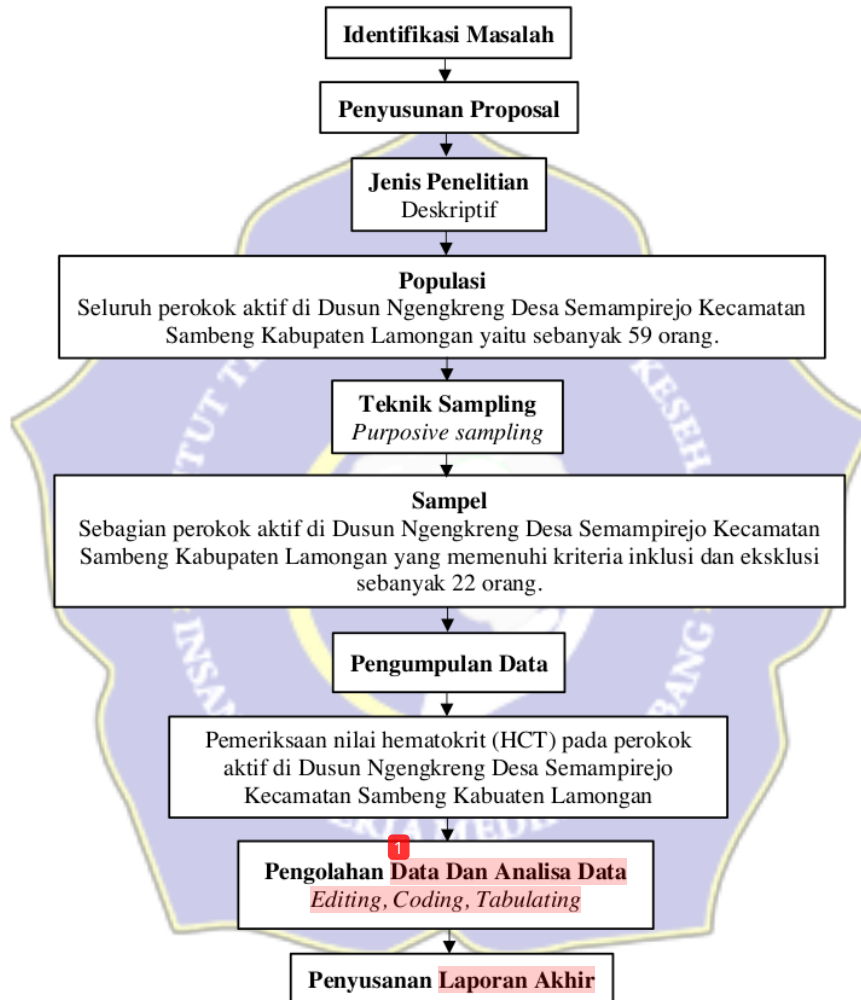 Identifikasi Masalah
Penyusunan Proposal
Jenis Penelitian
Deskriptif
Populasi
Seluruh perokok aktif di Dusun Ngengkreng Desa Semampirejo Kecamatan
Sambeng Kabupaten Lamongan yaitu sebanyak 59 orang.
Teknik Sampling
Purposive sampling
Sampel
Sebagian perokok aktif di Dusun Ngengkreng Desa Semampirejo Kecamatan
Sambeng Kabupaten Lamongan yang memenuhi kriteria inklusi dan eksklusi
sebanyak 22 orang.
Pengumpulan Data
Pemeriksaan nilai hematokrit (HCT) pada perokok
aktif di Dusun Ngengkreng Desa Semampirejo
Kecamatan Sambeng Kabuaten Lamongan
1
Pengolahan Data Dan Analisa Data
Editing, Coding, Tabulating
Penyusanan Laporan Akhir